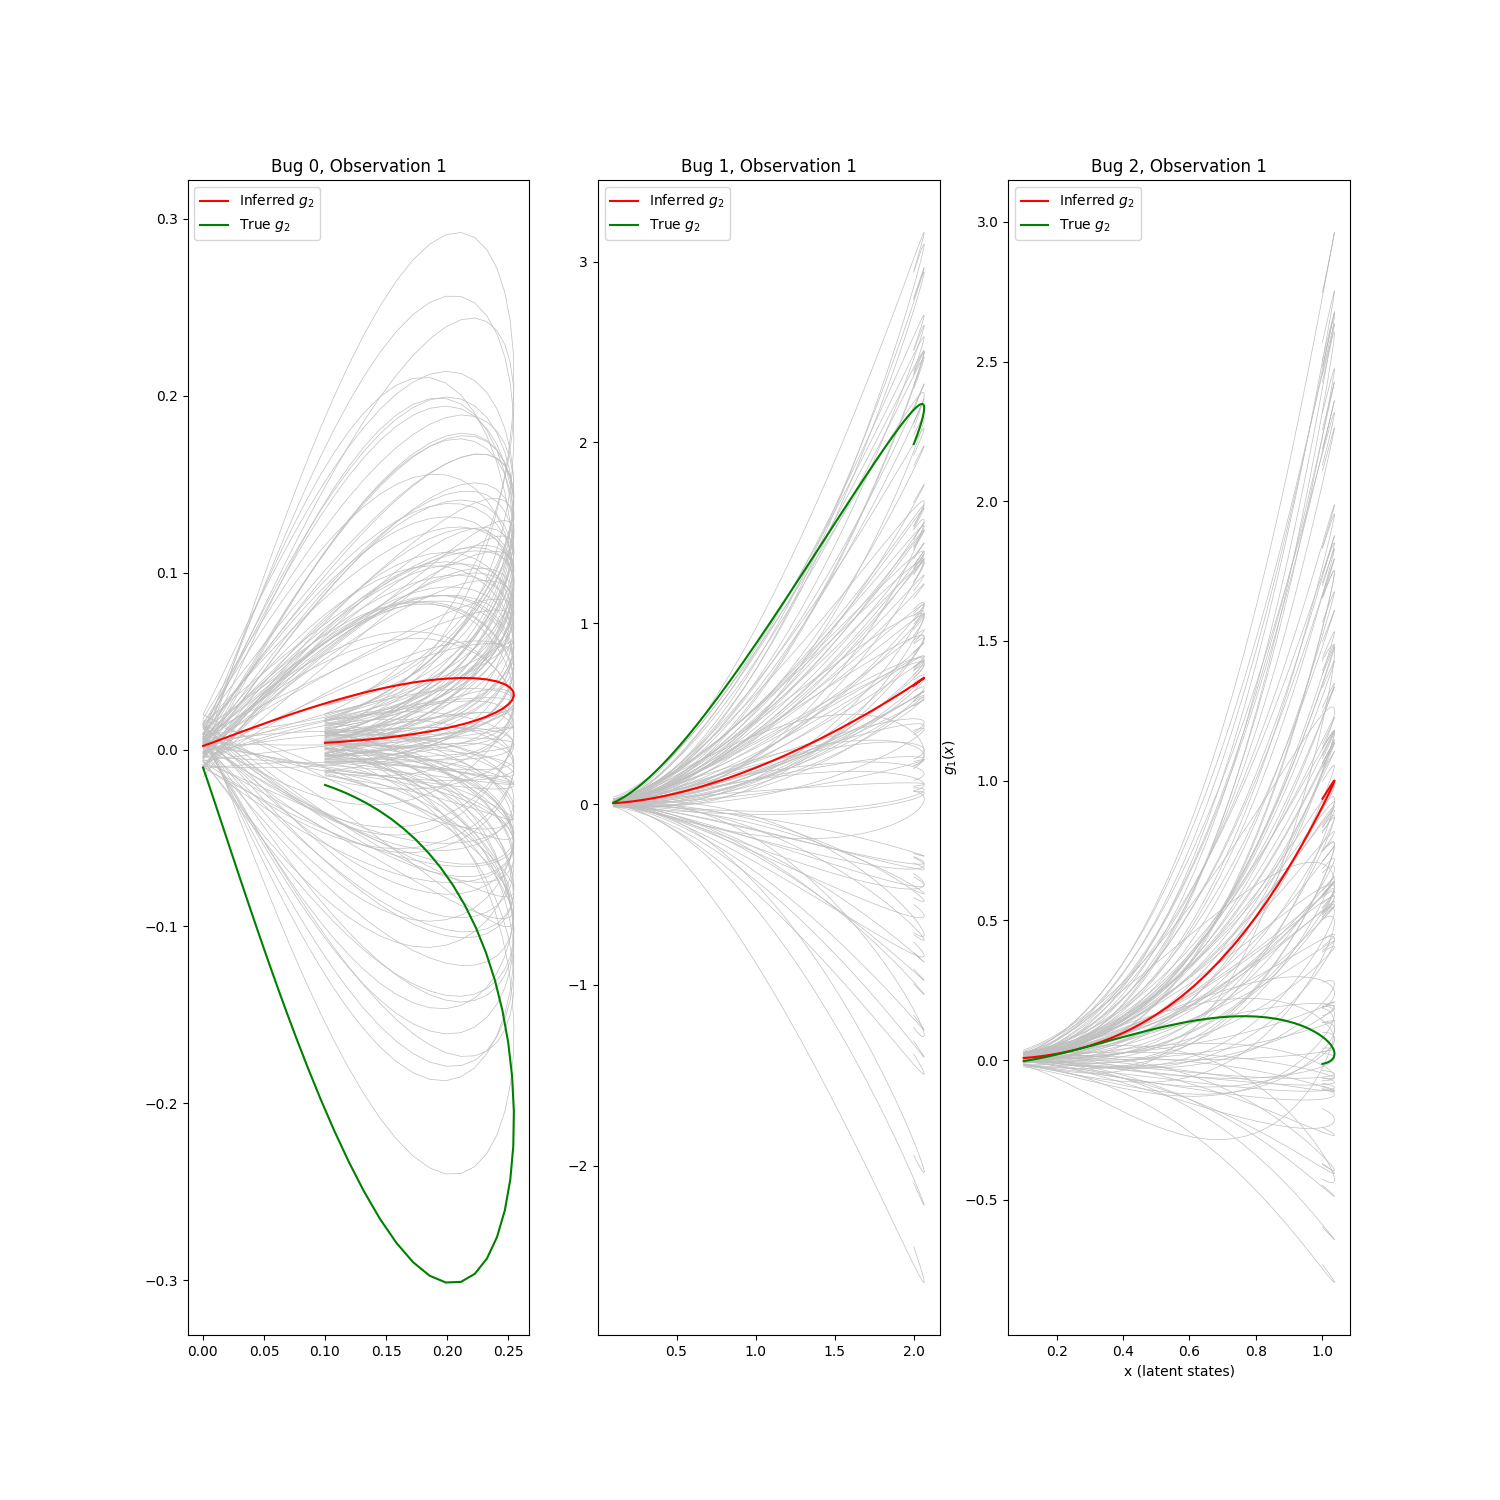 Bug 0, Observation 1
Inferred g₂
True g₂
0.3
0.2
0.1
0.0
−0.1
−0.2
−0.3
0.00 0.05 0.10 0.15 0.20 0.25
Bug 1, Observation 1
Inferred g₂
True g₂
3
2
1
0
−1
−2
0.5 1.0 1.5 2.0
Bug 2, Observation 1
Inferred g₂
True g₂
g₁(x)
3.0
2.5
2.0
1.5
1.0
0.5
0.0
−0.5
0.2 0.4 0.6 0.8 1.0
x (latent states)